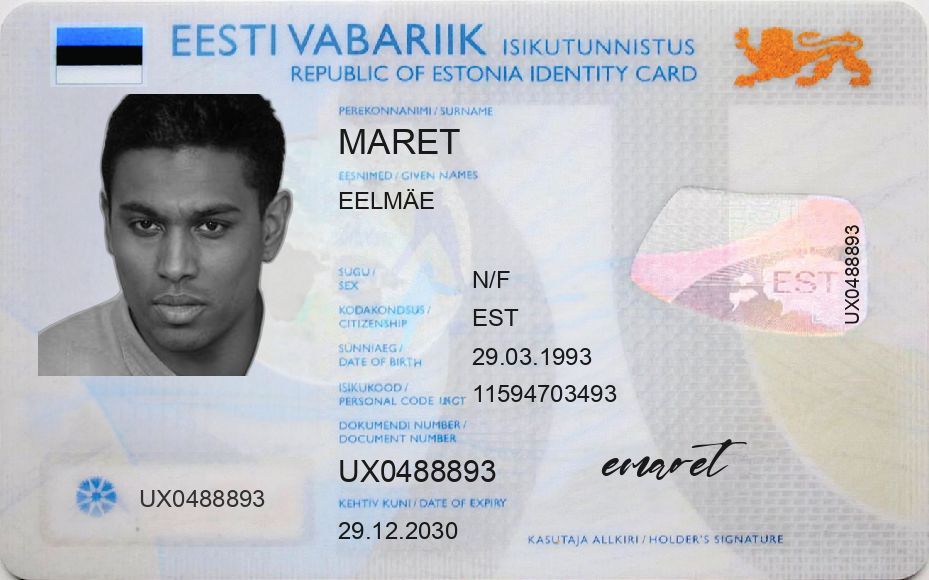 EESTI VABARIIK ISIKUTUNNISTUS
REPUBLIC OF ESTONIA IDENTITY CARD
PEREKONNANIMI / SURNAME
MARET
EESNIMED / GIVEN NAMES
EELMÄE
SUGU /
SEX
N/F
KODAKONDSUS /
CITIZENSHIP
EST
SÜNNIAEG /
DATE OF BIRTH
29.03.1993
ISIKUKOOD /
PERSONAL CODE
11594703493
DOKUMENDI NUMBER /
DOCUMENT NUMBER
UX0488893
KEHTIV KUNI / DATE OF EXPIRY
29.12.2030
UX0488893
EST
UX0488893
emaret
KASUTAJA ALLKIRI / HOLDER'S SIGNATURE